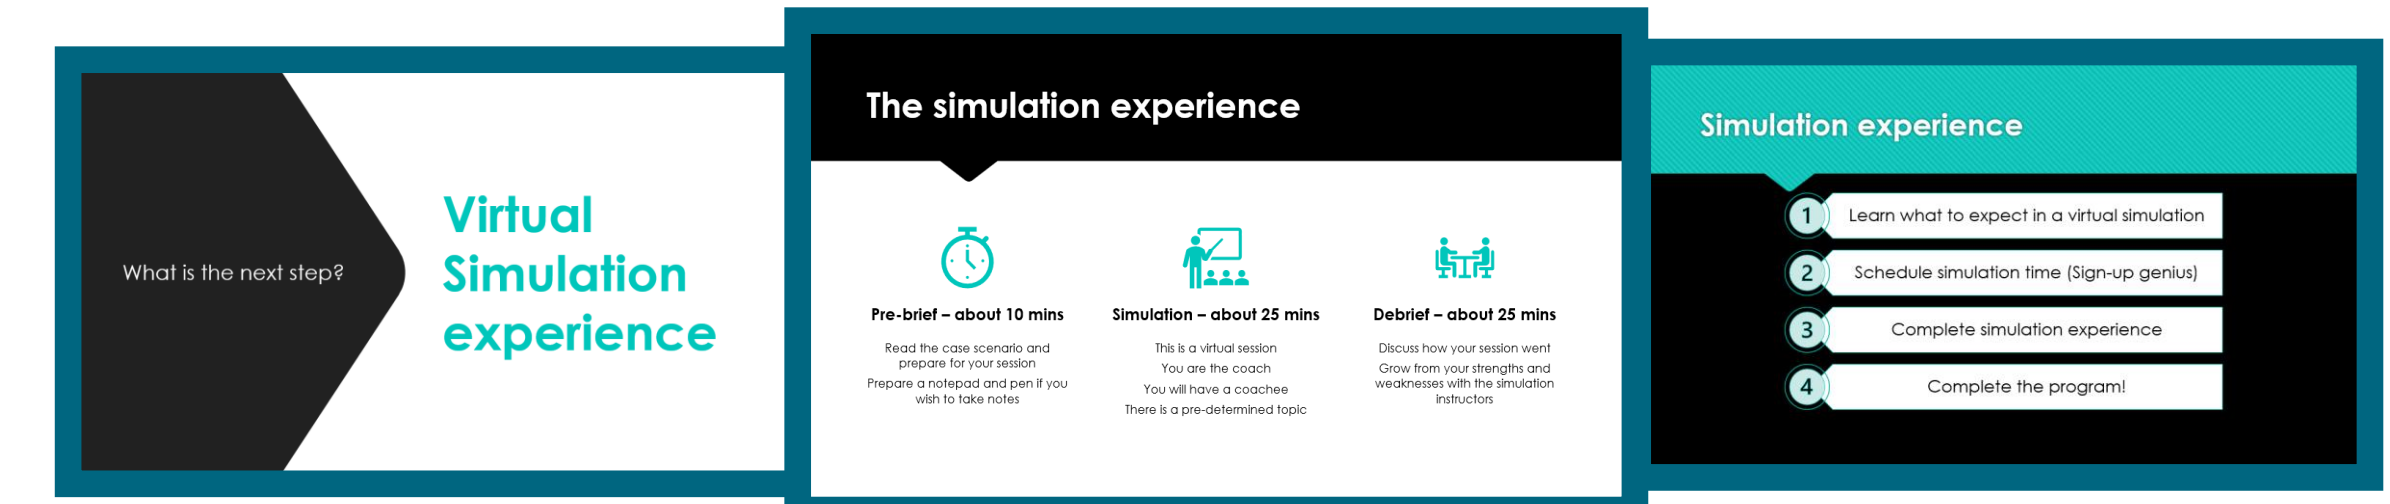 What is the next step?
Virtual
Simulation
experience
The simulation experience
Pre-brief – about 10 mins
Read the case scenario and
prepare for your session
Prepare a notepad and pen if you
wish to take notes
Simulation – about 25 mins
This is a virtual session
You are the coach
You will have a coachee
There is a pre-determined topic
Debrief – about 25 mins
Discuss how your session went
Grow from your strengths and
weaknesses with the simulation
instructors
Simulation experience
1 Learn what to expect in a virtual simulation
2 Schedule simulation time (Sign-up genius)
3 Complete simulation experience
4 Complete the program!